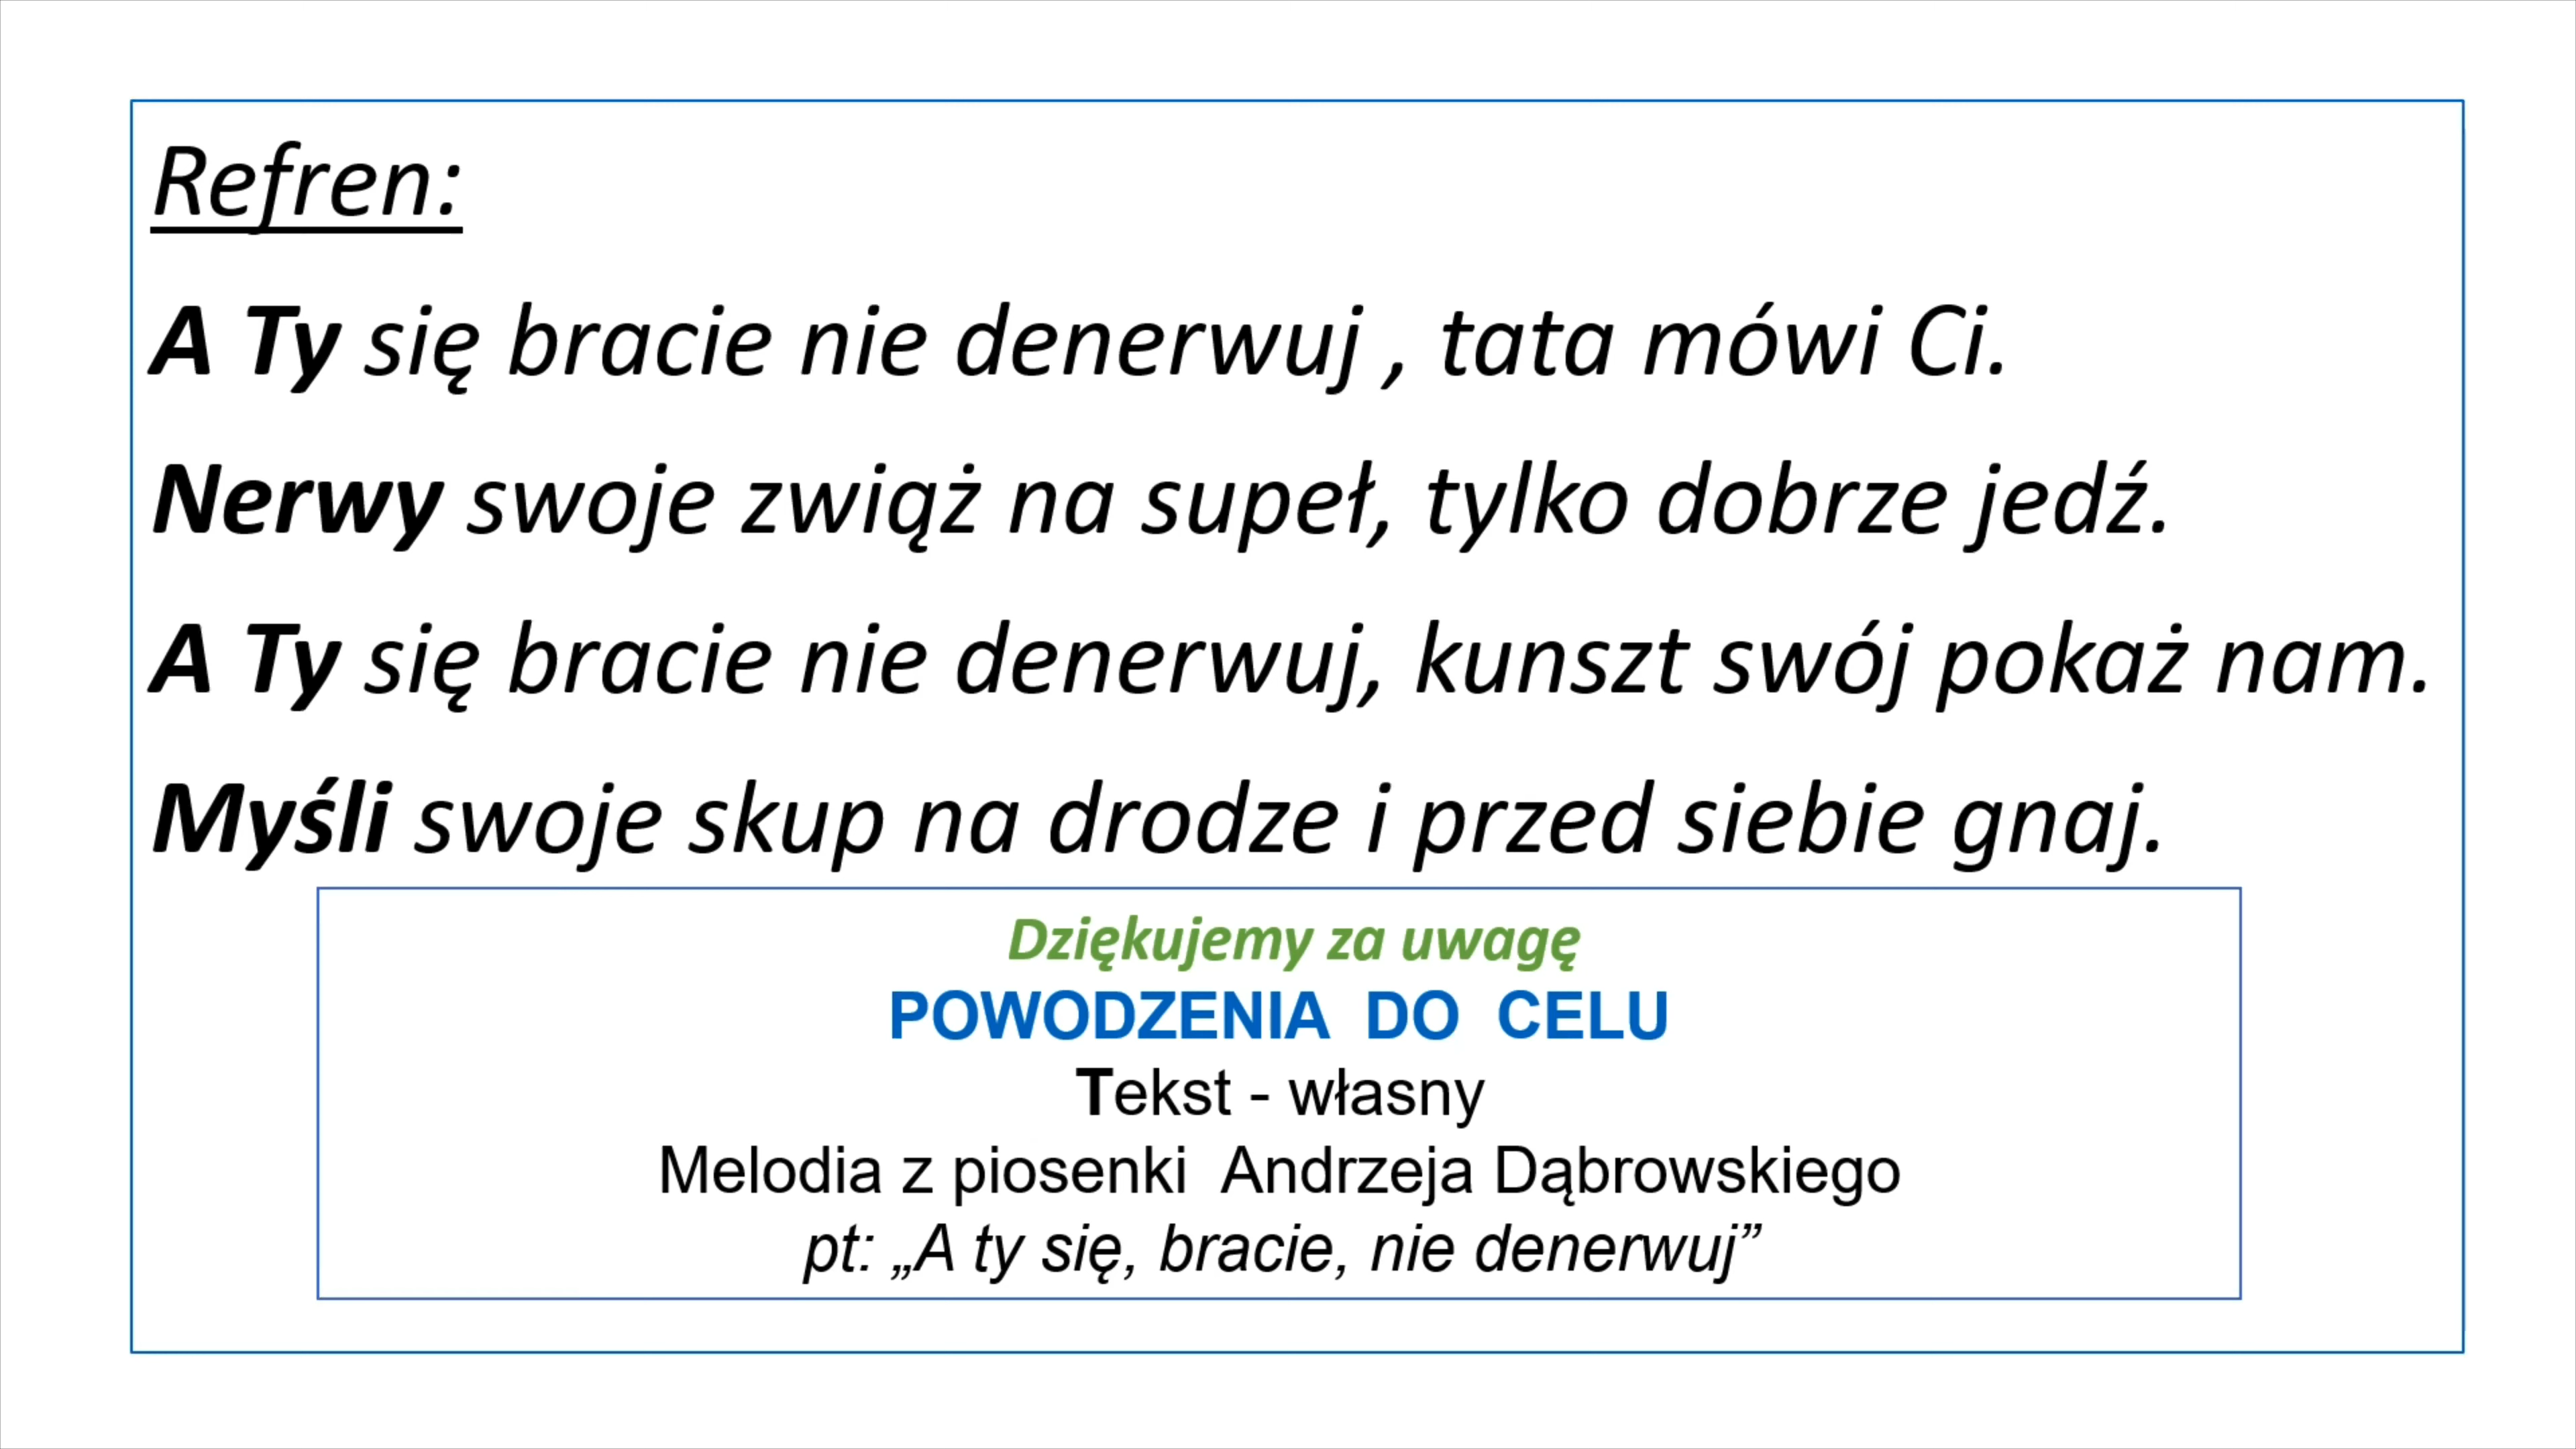 Refren:
A Ty się bracie nie denerwuj , tata mówi Ci.
Nerwy swoje zwiąż na supeł, tylko dobrze jedź.
A Ty się bracie nie denerwuj, kunszt swój pokaż nam.
Myśli swoje skup na drodze i przed siebie gnaj.
Dziękujemy za uwagę
POWODZENIA DO CELU
Tekst - własny
Melodia z piosenki Andrzeja Dąbrowskiego
pt: „A ty się, bracie, nie denerwuj”